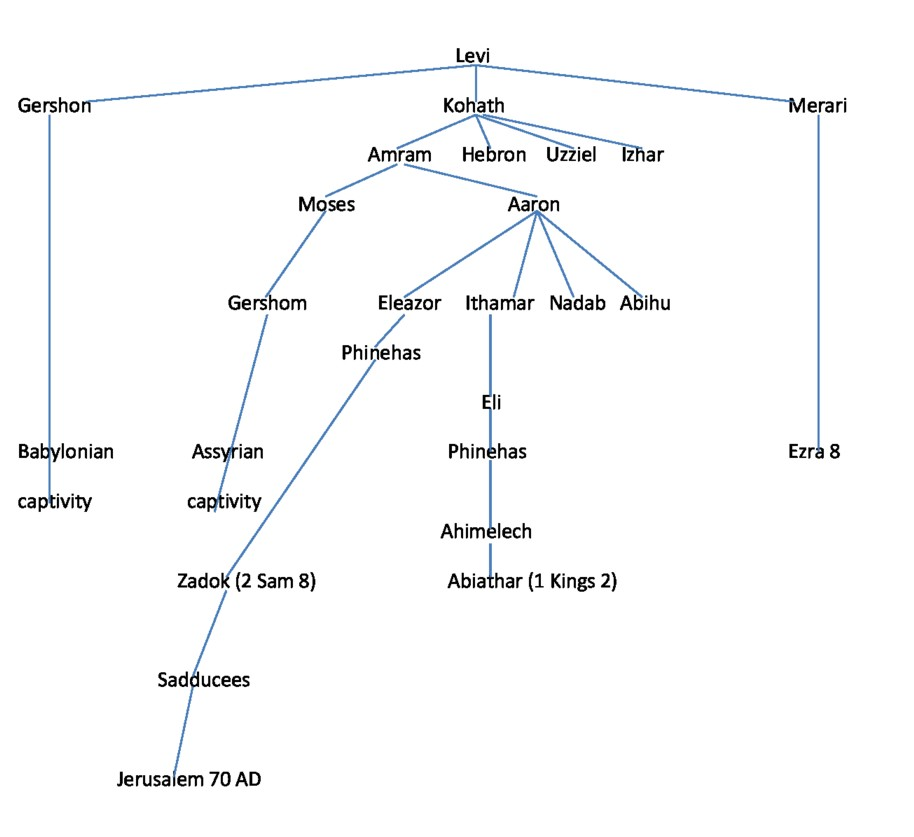 Levi
Gershon Kohath Merari
Amram Hebron Uzziel Izhar
Moses Aaron
Gershom Eleazor Ithamar Nadab Abihu
Phinehas
Eli
Babylonian Assyrian Phinehas Ezra 8
captivity captivity
Ahimelech
Zadok (2 Sam 8) Abiathar (1 Kings 2)
Sadducees
Jerusalem 70 AD